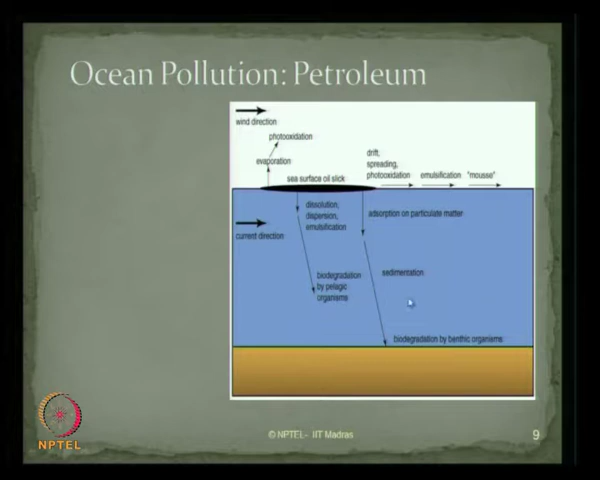 Ocean Pollution: Petroleum
wind direction
photooxidation
evaporation
sea surface oil slick
drift,
spreading,
photooxidation
emulsification
"mousse"
current direction
dissolution,
dispersion,
emulsification
adsorption on particulate matter
biodegradation
by pelagic
organisms
sedimentation
biodegradation by benthic organisms
NPTEL
© NPTEL- IIT Madras
9